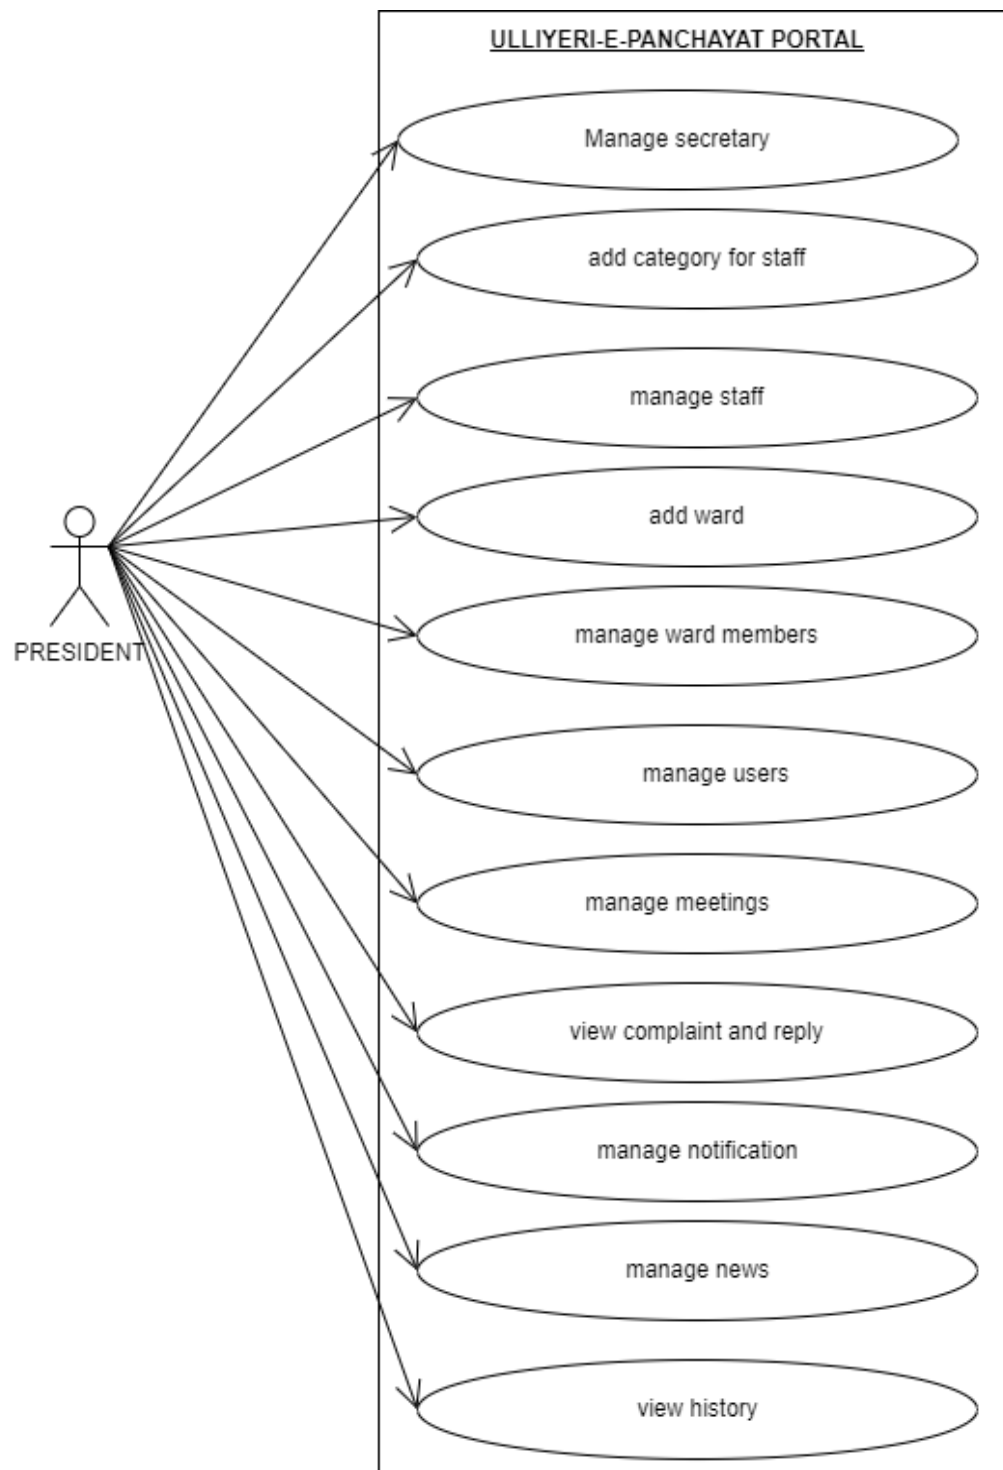 ULLIYERI-E-PANCHAYAT PORTAL
Manage secretary
add category for staff
manage staff
add ward
manage ward members
PRESIDENT
manage users
manage meetings
view complaint and reply
manage notification
manage news
view history